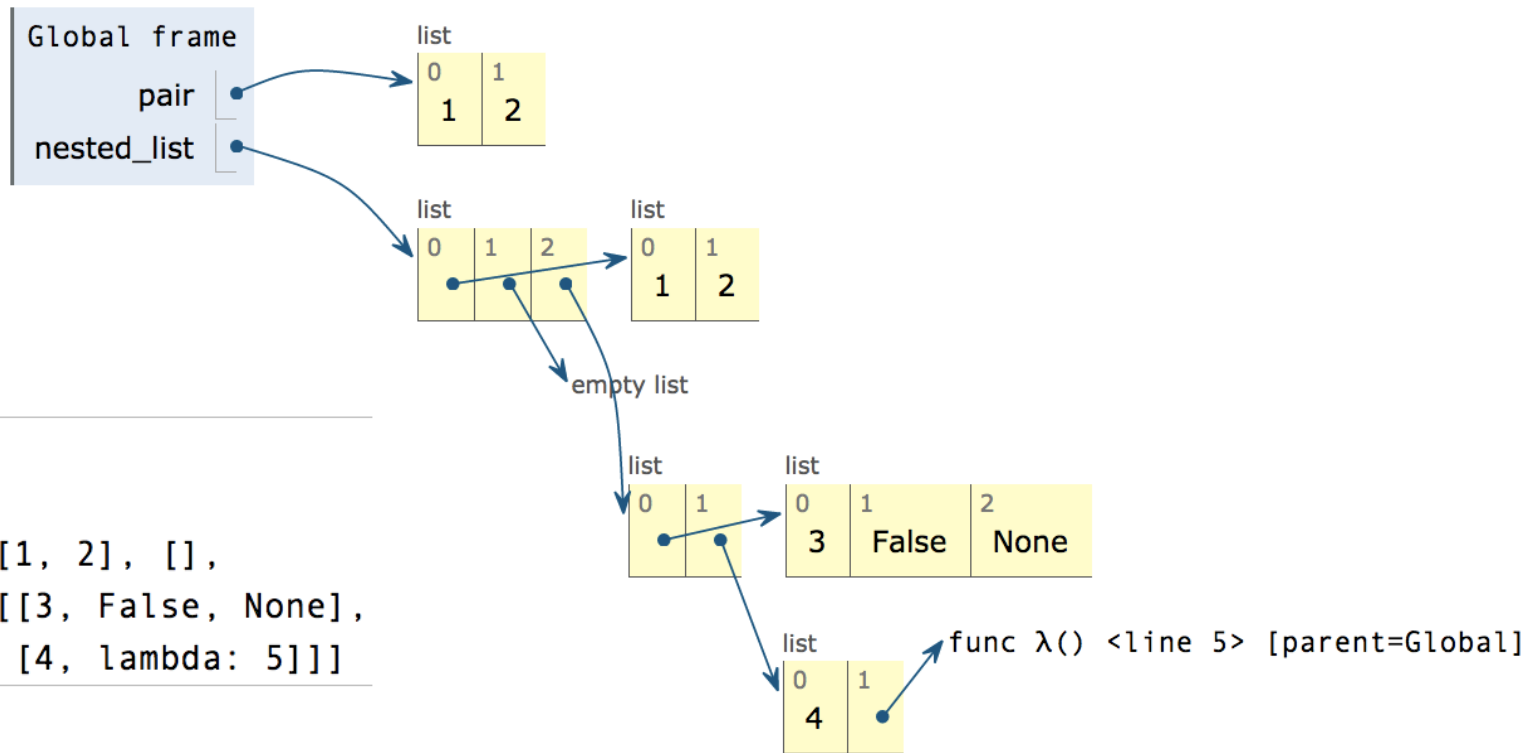 Global frame
pair
nested_list
list
0 1
1 2
list
0 1 2
list
0 1
1 2
empty list
list
0 1
list
0 1 2
3 False None
list
0 1
4
func λ() <line 5> [parent=Global]
[1, 2], [],
[[3, False, None],
[4, lambda: 5]]]